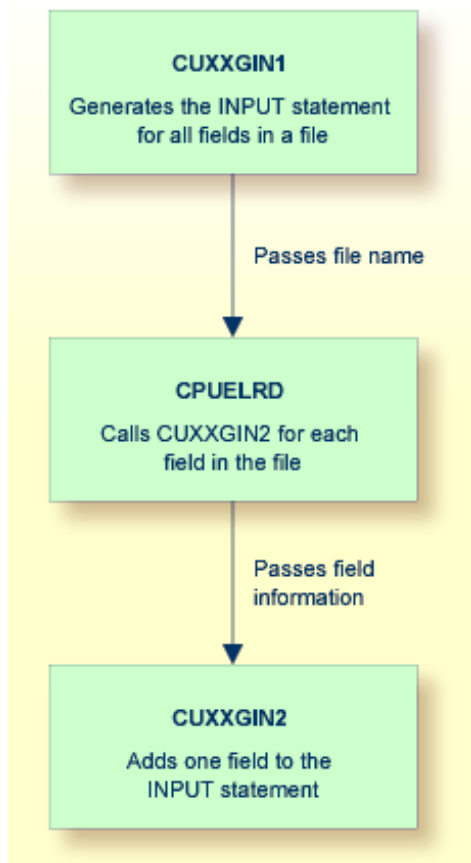 CUXXGIN1
Generates the INPUT statement
for all fields in a file
Passes file name
CPUELRD
Calls CUXXGIN2 for each
field in the file
Passes field
information
CUXXGIN2
Adds one field to the
INPUT statement